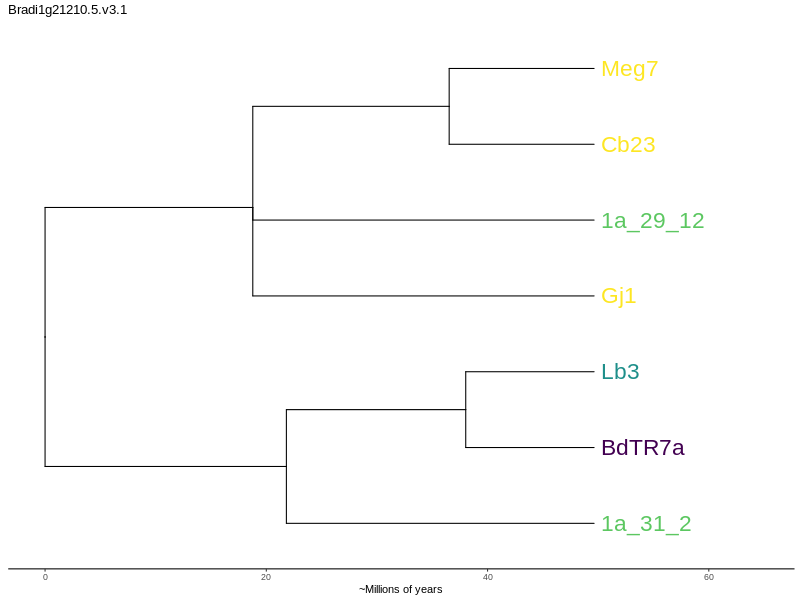 Bradi1g21210.5.v3.1
Meg7
Cb23
1a_29_12
Gj1
Lb3
BdTR7a
1a_31_2
0 20 40 60
~Millions of years